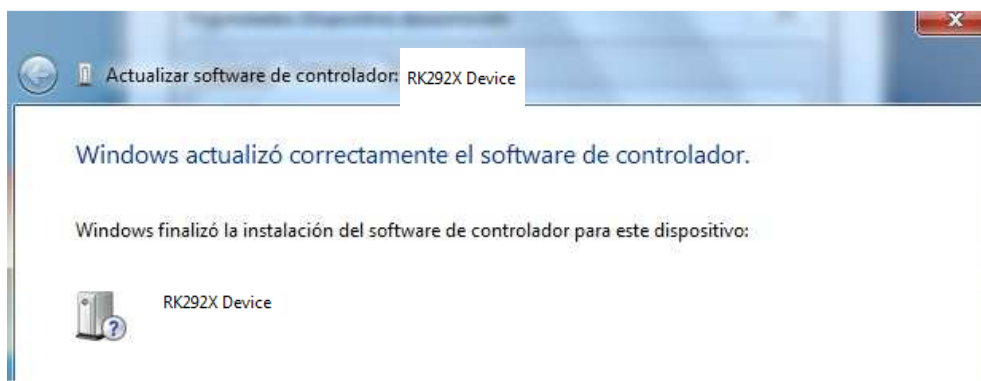 Actualizar software de controlador: RK292X Device
Windows actualizó correctamente el software de controlador.
Windows finalizó la instalación del software de controlador para este dispositivo:
RK292X Device